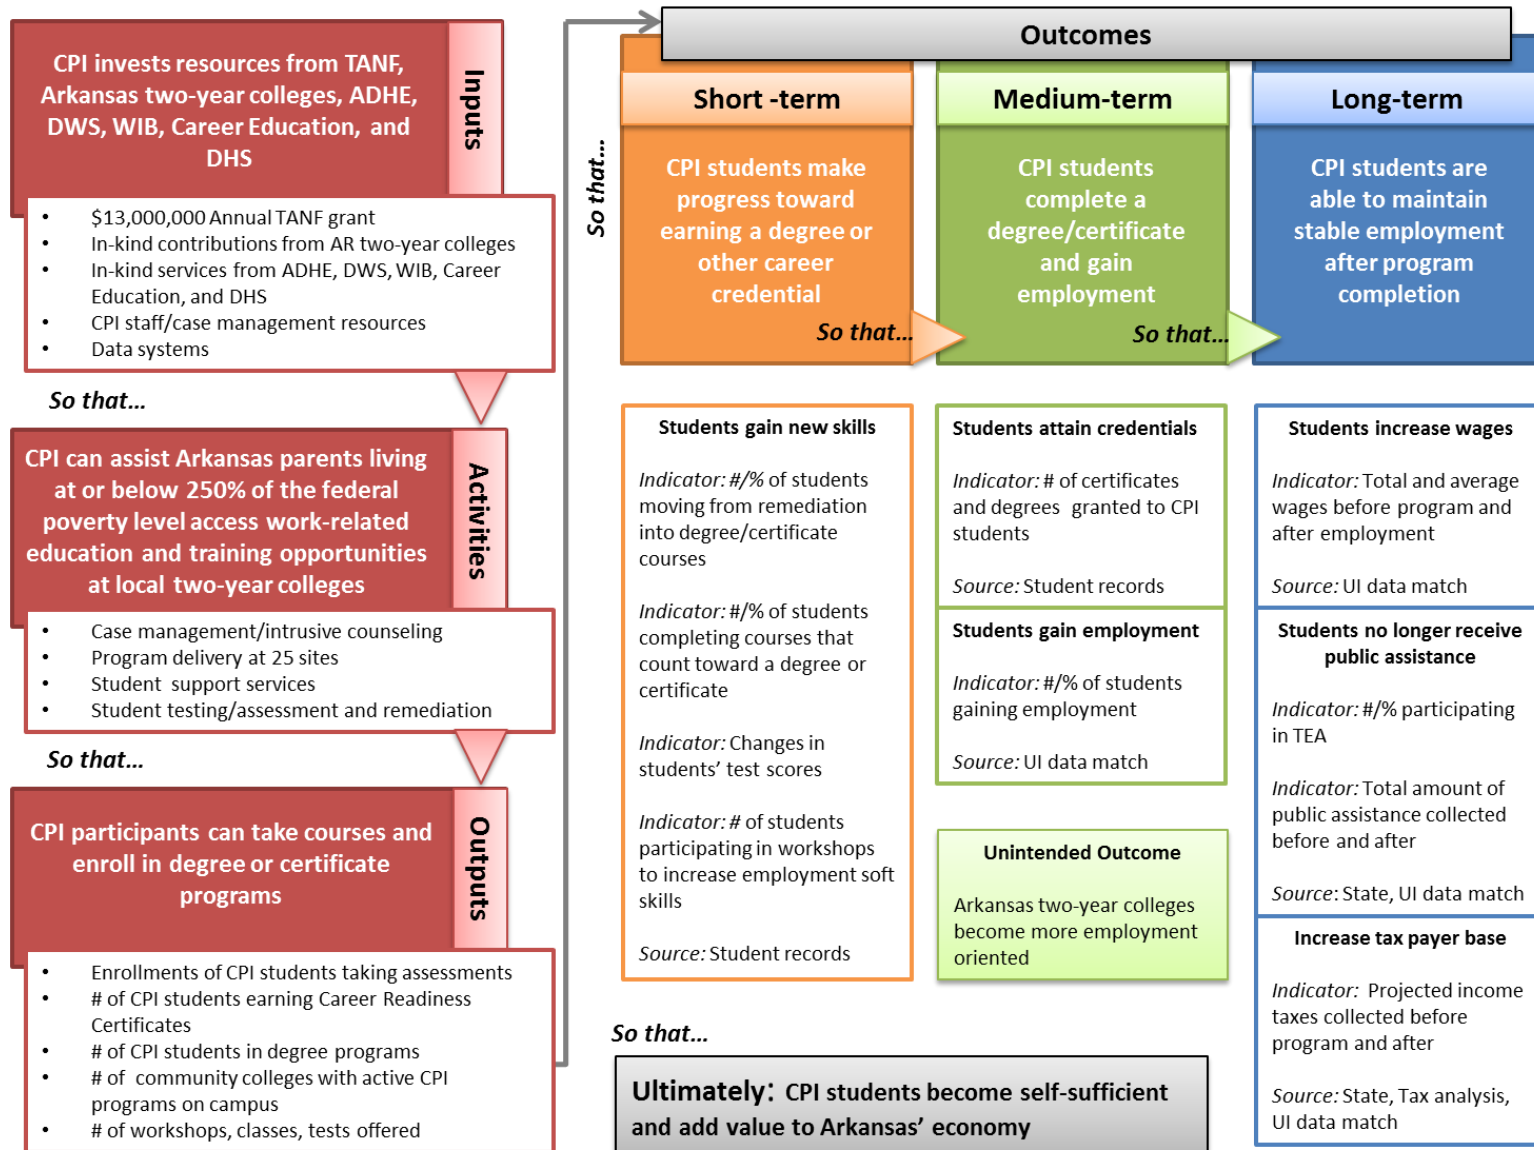 CPI invests resources from TANF,
Arkansas two-year colleges, ADHE,
DWS, WIB, Career Education, and
DHS
Inputs
• $13,000,000 Annual TANF grant
• In-kind contributions from AR two-year colleges
• In-kind services from ADHE, DWS, WIB, Career
Education, and DHS
• CPI staff/case management resources
• Data systems
So that...
CPI can assist Arkansas parents living
at or below 250% of the federal
poverty level access work-related
education and training opportunities
at local two-year colleges
Activities
• Case management/intrusive counseling
• Program delivery at 25 sites
• Student support services
• Student testing/assessment and remediation
So that...
CPI participants can take courses and
enroll in degree or certificate
programs
Outputs
• Enrollments of CPI students taking assessments
• # of CPI students earning Career Readiness
Certificates
• # of CPI students in degree programs
• # of community colleges with active CPI
programs on campus
• # of workshops, classes, tests offered
So that...
Outcomes
Short -term
CPI students make
progress toward
earning a degree or
other career
credential
So that...
Medium-term
CPI students
complete a
degree/certificate
and gain
employment
So that...
Long-term
CPI students are
able to maintain
stable employment
after program
completion
Students gain new skills
Indicator: #/% of students
moving from remediation
into degree/certificate
courses
Indicator: #/% of students
completing courses that
count toward a degree or
certificate
Indicator: Changes in
students' test scores
Indicator: # of students
participating in workshops
to increase employment soft
skills
Source: Student records
Students attain credentials
Indicator: # of certificates
and degrees granted to CPI
students
Source: Student records
Students gain employment
Indicator: #/% of students
gaining employment
Source: UI data match
Unintended Outcome
Arkansas two-year colleges
become more employment
oriented
Students increase wages
Indicator: Total and average
wages before program and
after employment
Source: UI data match
Students no longer receive
public assistance
Indicator: #/% participating
in TEA
Indicator: Total amount of
public assistance collected
before and after
Source: State, UI data match
Increase tax payer base
Indicator: Projected income
taxes collected before
program and after
Source: State, Tax analysis,
UI data match
So that...
Ultimately: CPI students become self-sufficient
and add value to Arkansas' economy